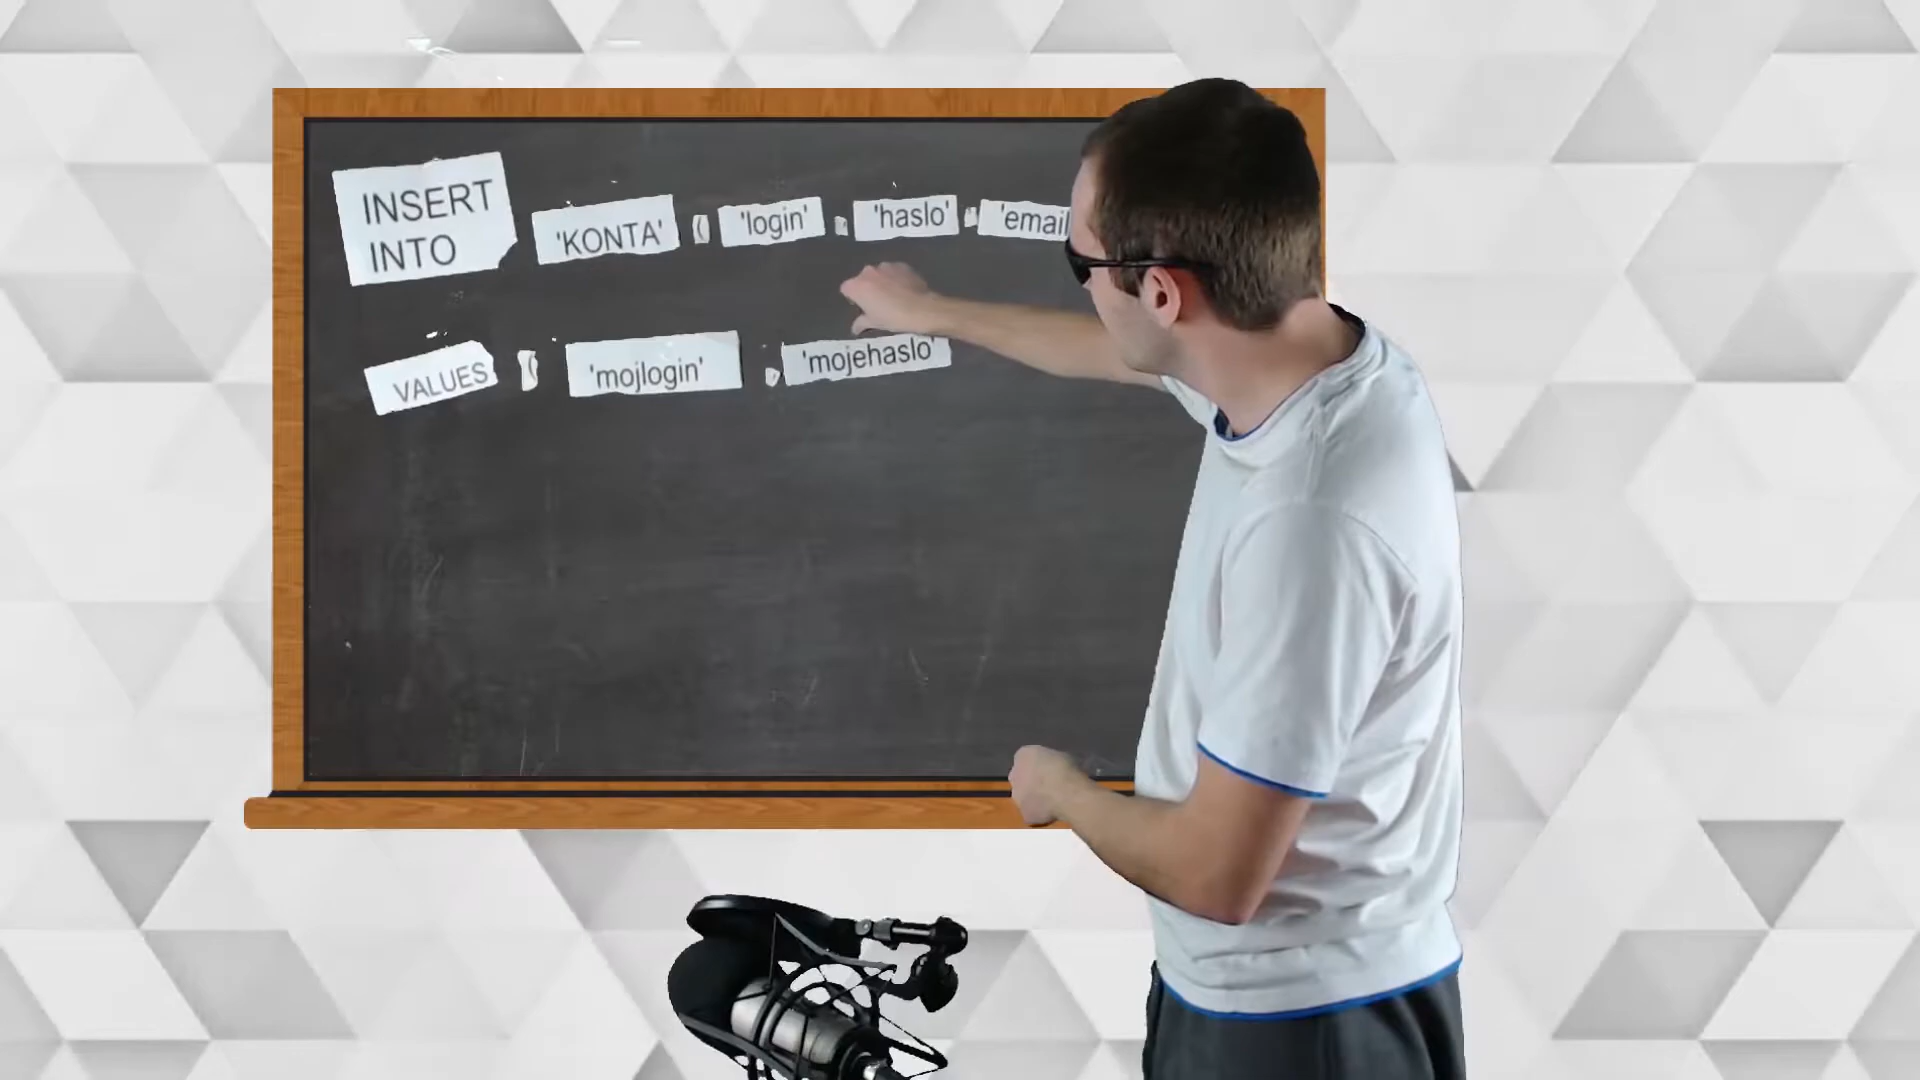 INSERT INTO 'KONTA' ( 'login' , 'haslo' , 'email
VALUES ( 'mojlogin' , 'mojehaslo'